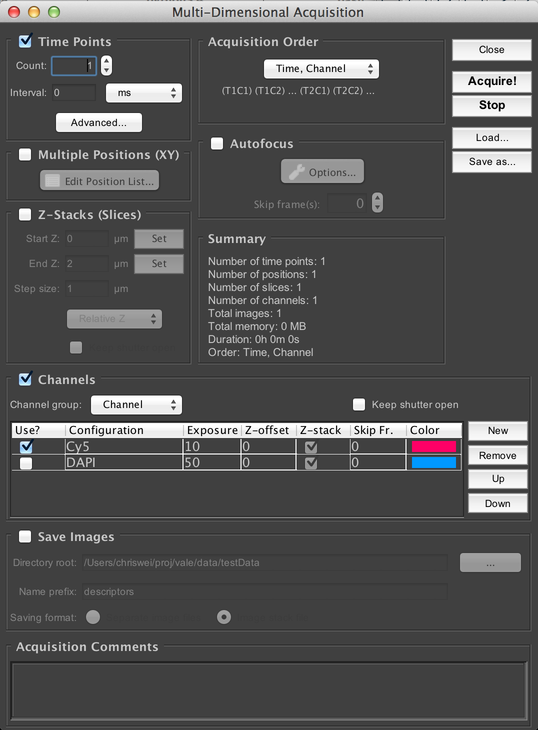 Multi-Dimensional Acquisition
Time Points
Count: 1
Interval: 0 ms
Advanced...
Multiple Positions (XY)
Edit Position List...
Z-Stacks (Slices)
Start Z: 0 µm Set
End Z: 2 µm Set
Step size: 1 µm
Relative Z
Acquisition Order
Time, Channel
(T1C1) (T1C2) ... (T2C1) (T2C2) ...
Autofocus
Options...
Skip frame(s): 0
Summary
Number of time points: 1
Number of positions: 1
Number of slices: 1
Number of channels: 1
Total images: 1
Total memory: 0 MB
Duration: 0h 0m 0s
Order: Time, Channel
Close
Acquire!
Stop
Load...
Save as...
Channels
Channel group: Channel Keep shutter open
Use? Configuration Exposure Z-offset Z-stack Skip Fr. Color
Cy5 10 0 0
DAPI 50 0 0
New
Remove
Up
Down
Save Images
Directory root: /Users/chriswei/proj/vale/data/testData ...
Name prefix: descriptors
Saving format:
Acquisition Comments